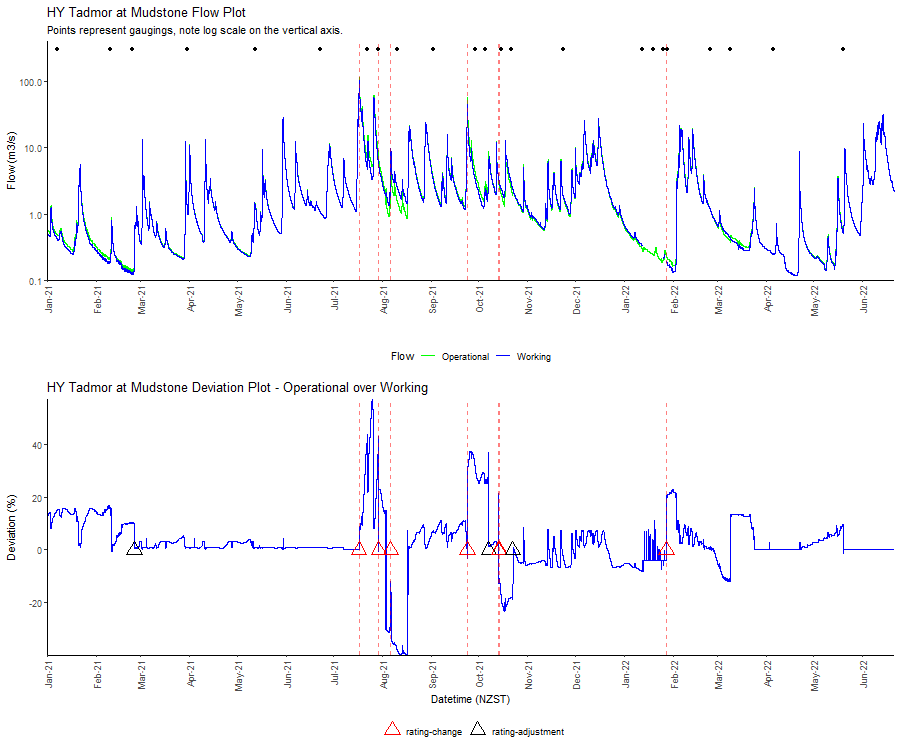 HY Tadmor at Mudstone Flow Plot
Points represent gaugings, note log scale on the vertical axis.
Flow (m3/s)
100.0
10.0
1.0
0.1
Jan-21
Feb-21
Mar-21
Apr-21
May-21
Jun-21
Jul-21
Aug-21
Sep-21
Oct-21
Nov-21
Dec-21
Jan-22
Feb-22
Mar-22
Apr-22
May-22
Jun-22
Flow Operational Working
HY Tadmor at Mudstone Deviation Plot - Operational over Working
Deviation (%)
40
20
0
-20
Jan-21
Feb-21
Mar-21
Apr-21
May-21
Jun-21
Jul-21
Aug-21
Sep-21
Oct-21
Nov-21
Dec-21
Jan-22
Feb-22
Mar-22
Apr-22
May-22
Jun-22
Datetime (NZST)
rating-change rating-adjustment